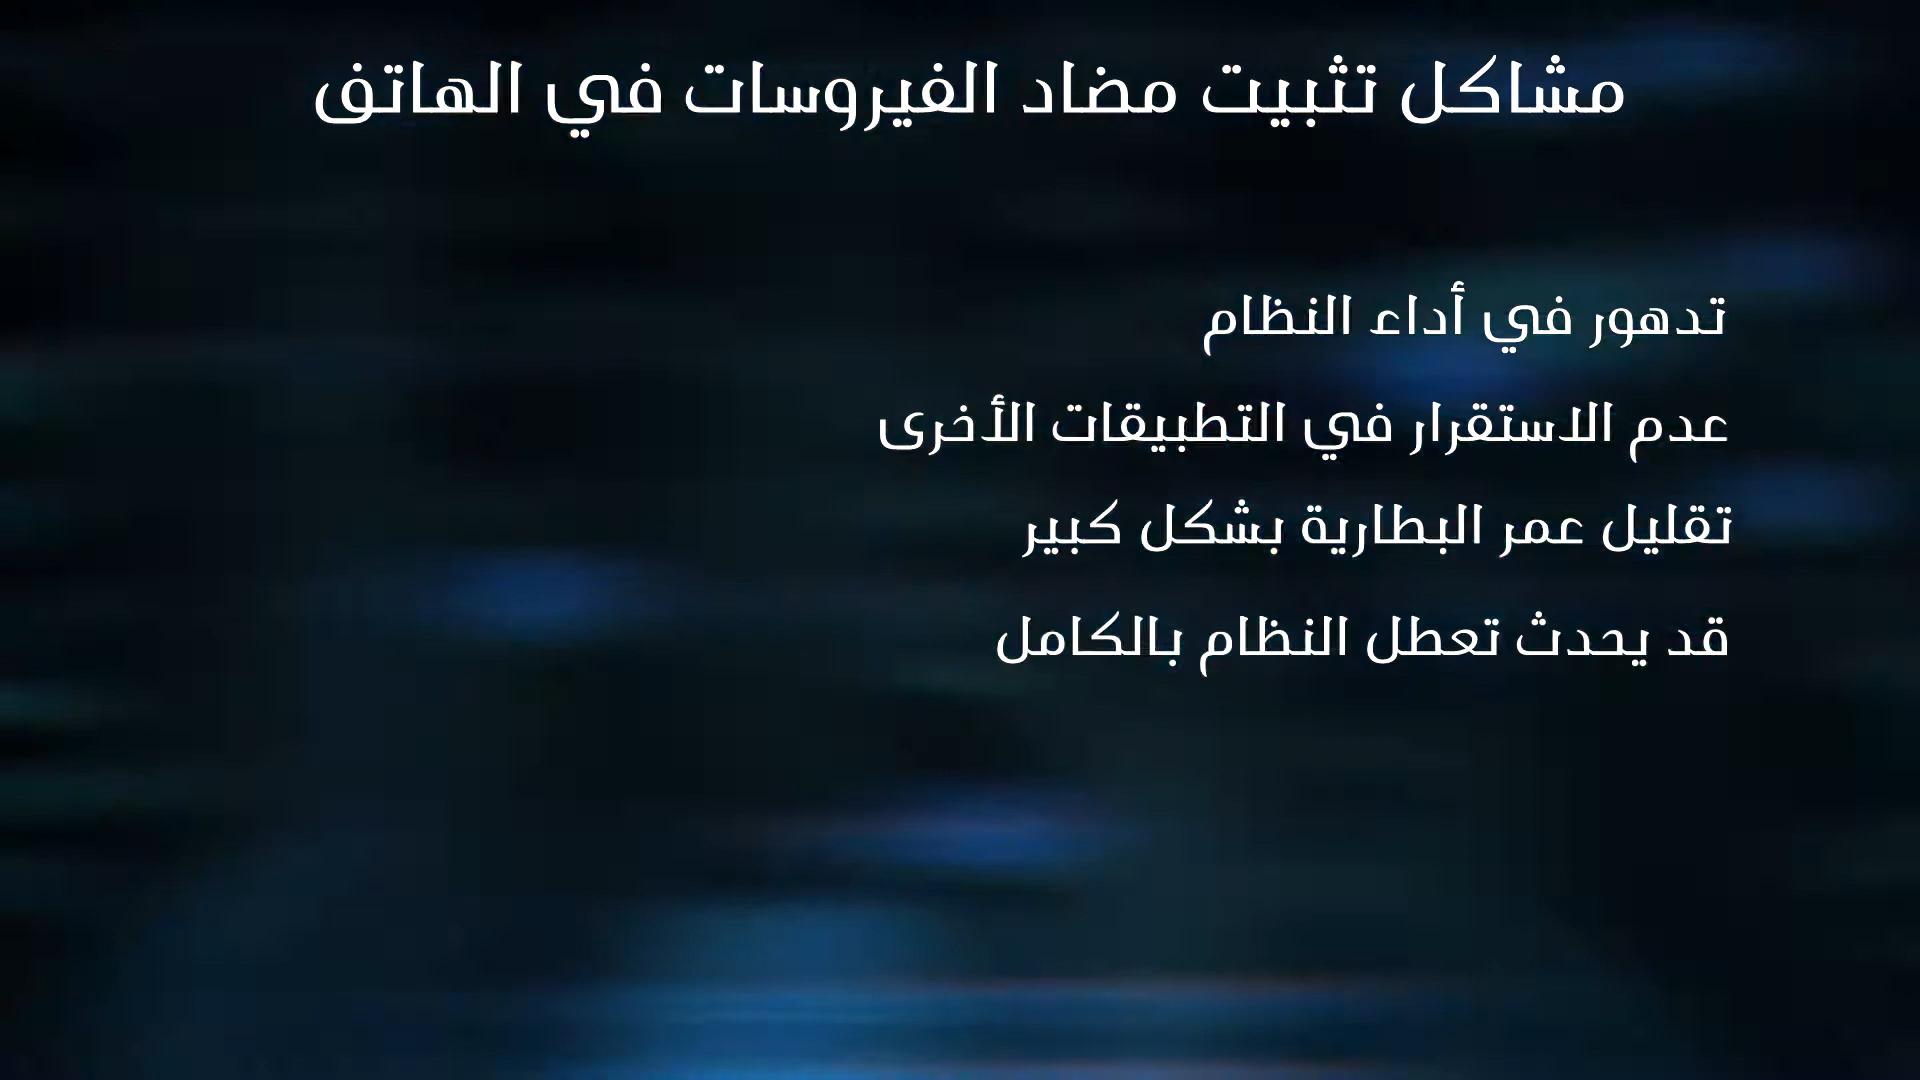 مشاكل تثبيت مضاد الفيروسات في الهاتف
تدهور في أداء النظام
عدم الاستقرار في التطبيقات الأخرى
تقليل عمر البطارية بشكل كبير
قد يحدث تعطل النظام بالكامل